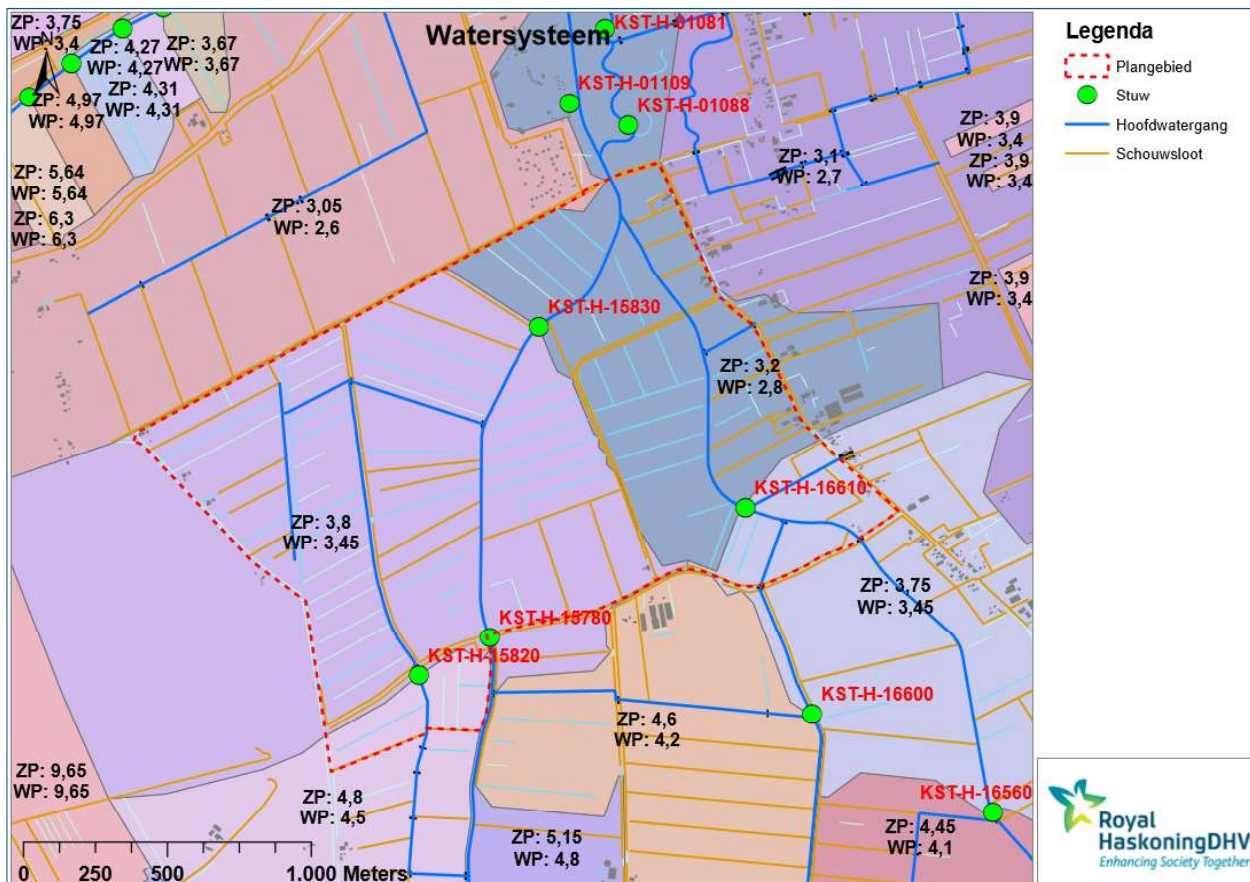 ZP: 3,75
WP: 3,4
N
ZP: 4,27
WP: 4,27
ZP: 3,67
WP: 3,67
ZP: 4,31
WP: 4,31
ZP: 4,97
WP: 4,97
ZP: 5,64
WP: 5,64
ZP: 6,3
WP: 6,3
Watersysteem
KST-H-01081
KST-H-01109
KST-H-01088
ZP: 3,1
WP: 2,7
ZP: 3,9
WP: 3,4
ZP: 3,9
WP: 3,4
ZP: 3,05
WP: 2,6
ZP: 3,9
WP: 3,4
KST-H-15830
ZP: 3,2
WP: 2,8
KST-H-16610
ZP: 3,8
WP: 3,45
ZP: 3,75
WP: 3,45
KST-H-15780
KST-H-15820
KST-H-16600
ZP: 4,6
WP: 4,2
ZP: 9,65
WP: 9,65
ZP: 4,8
WP: 4,5
ZP: 5,15
WP: 4,8
KST-H-16560
ZP: 4,45
WP: 4,1
0 250 500 1.000 Meters
Legenda
Plangebied
Stuw
Hoofdwatergang
Schouwsloot
Royal
HaskoningDHV
Enhancing Society Together